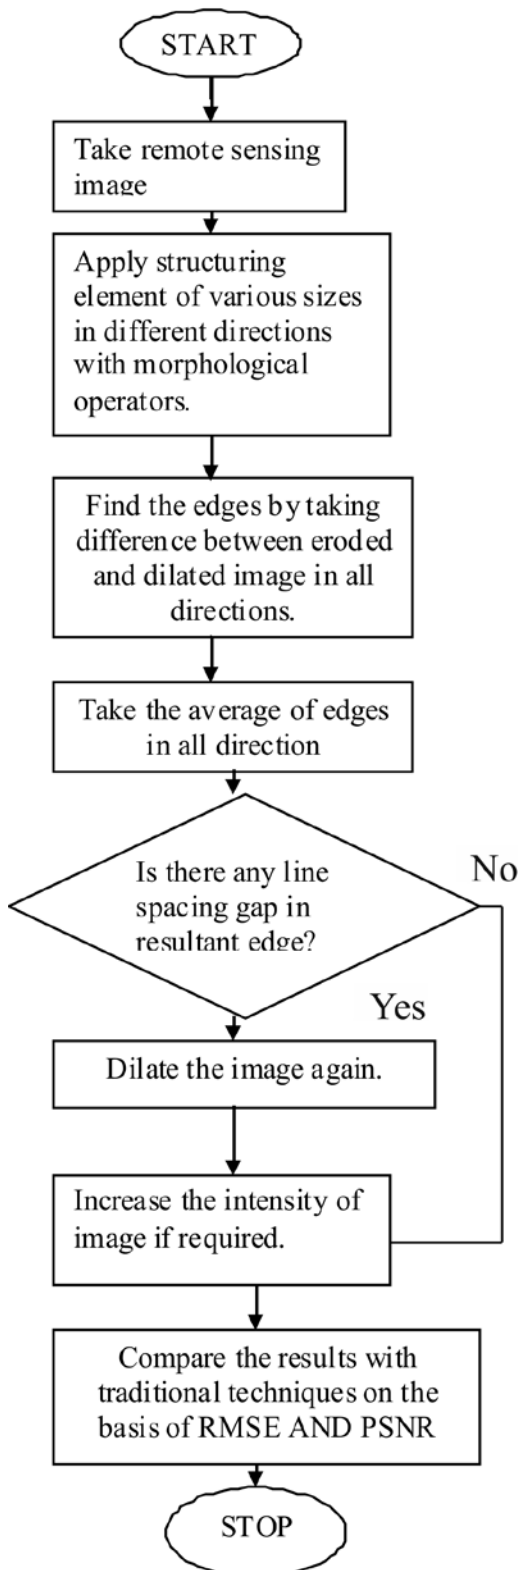 START
Take remote sensing
image
Apply structuring
element of various sizes
in different directions
with morphological
operators.
Find the edges by taking
difference between eroded
and dilated image in all
directions.
Take the average of edges
in all direction
Is there any line
spacing gap in
resultant edge?
No
Yes
Dilate the image again.
Increase the intensity of
image if required.
Compare the results with
traditional techniques on the
basis of RMSE AND PSNR
STOP